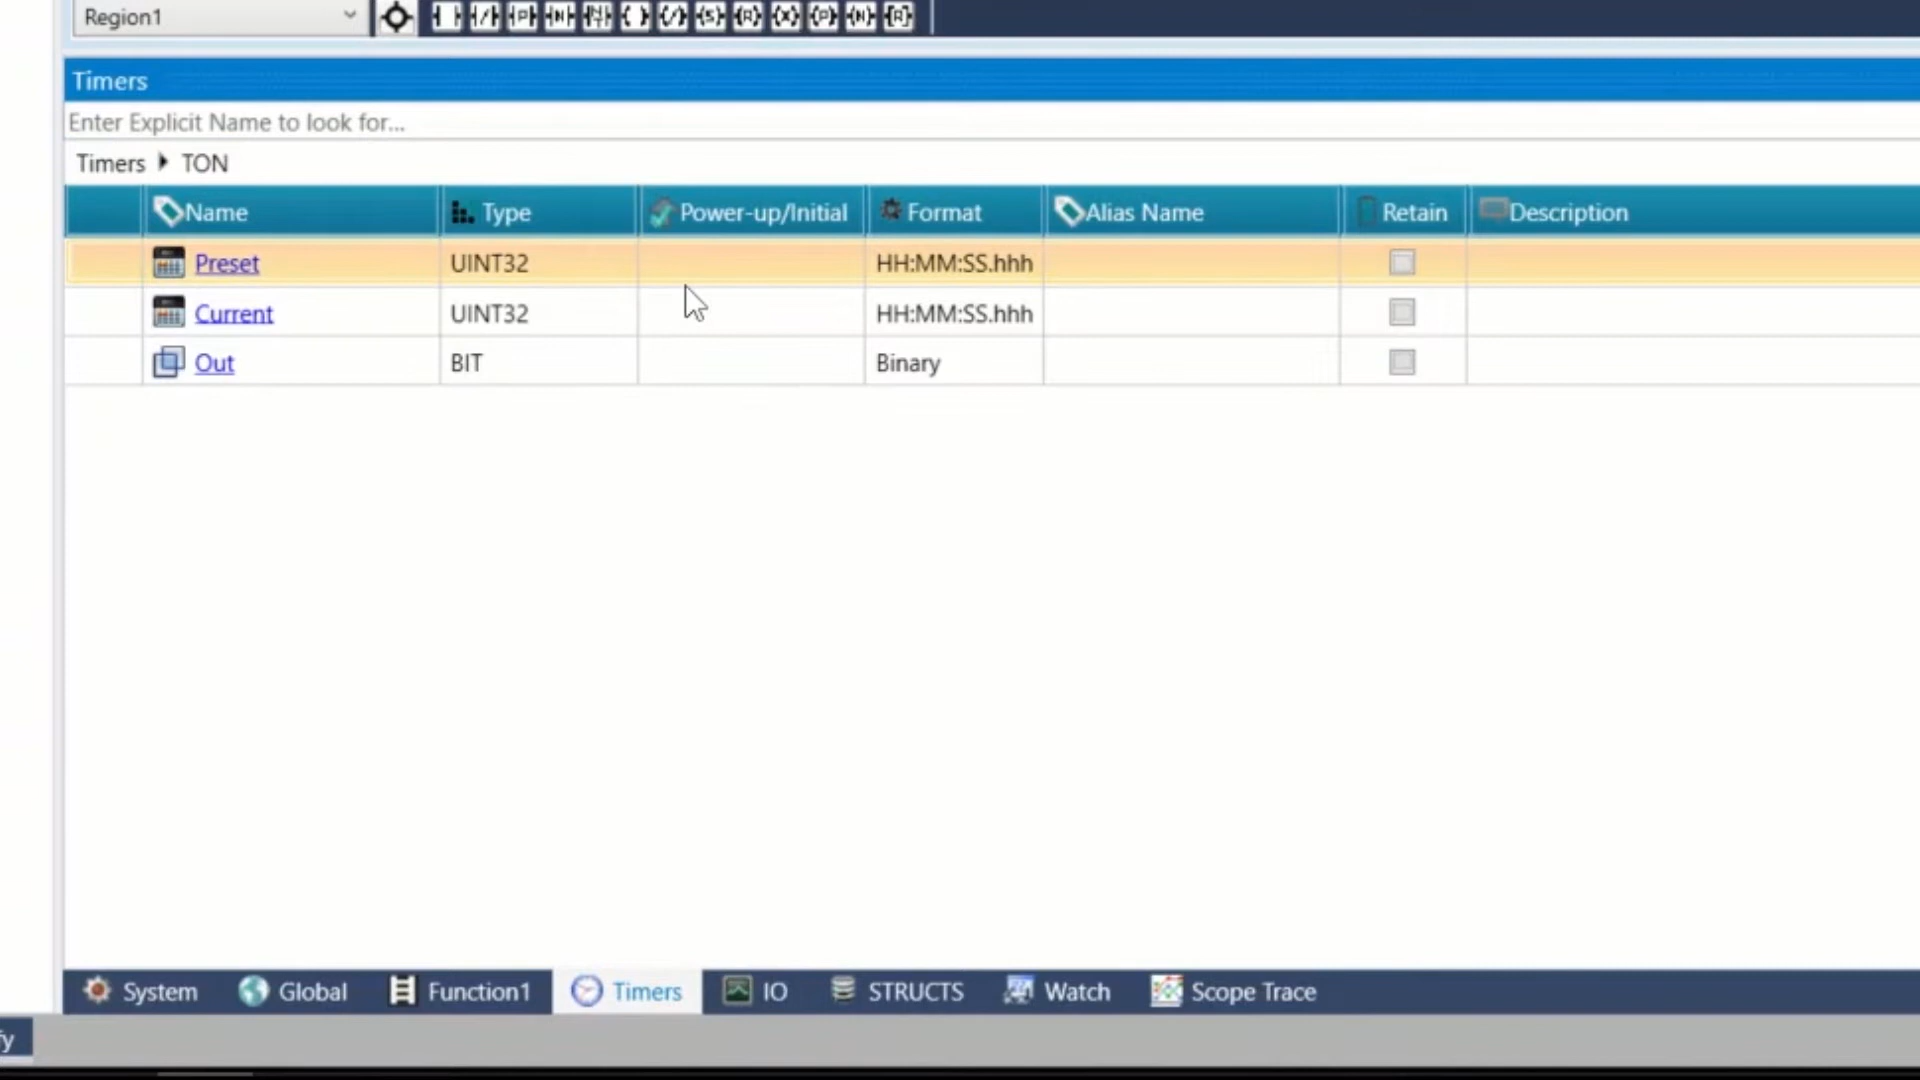 Region1
Timers
Enter Explicit Name to look for...
Timers TON
Name Type Power-up/Initial Format Alias Name Retain Description
Preset UINT32 HH:MM:SS.hhh
Current UINT32 HH:MM:SS.hhh
Out BIT Binary
System Global Function1 Timers IO STRUCTS Watch Scope Trace
fy